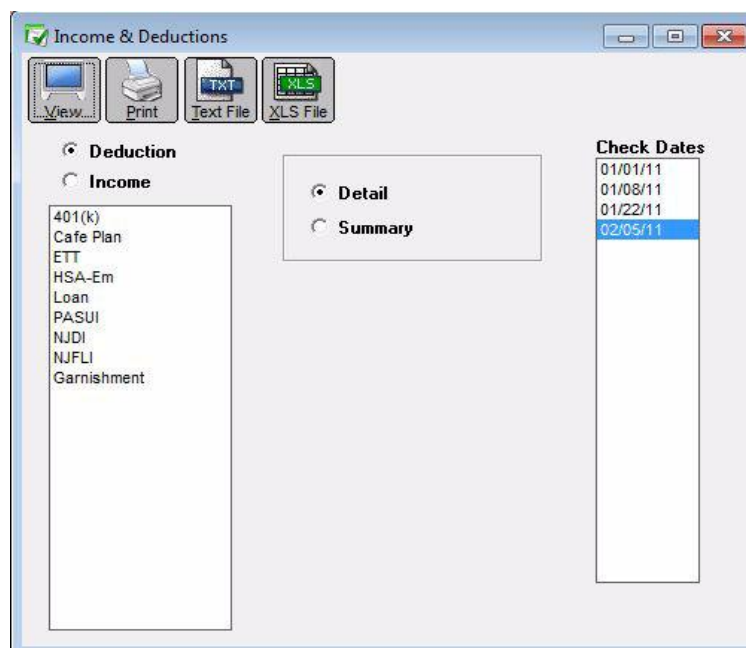 Income & Deductions
View
Print
TXT
Text File
XLS
XLS File
Deduction
Income
401(k)
Cafe Plan
ETT
HSA-Em
Loan
PASUI
NJDI
NJFLI
Garnishment
Detail
Summary
Check Dates
01/01/11
01/08/11
01/22/11
02/05/11